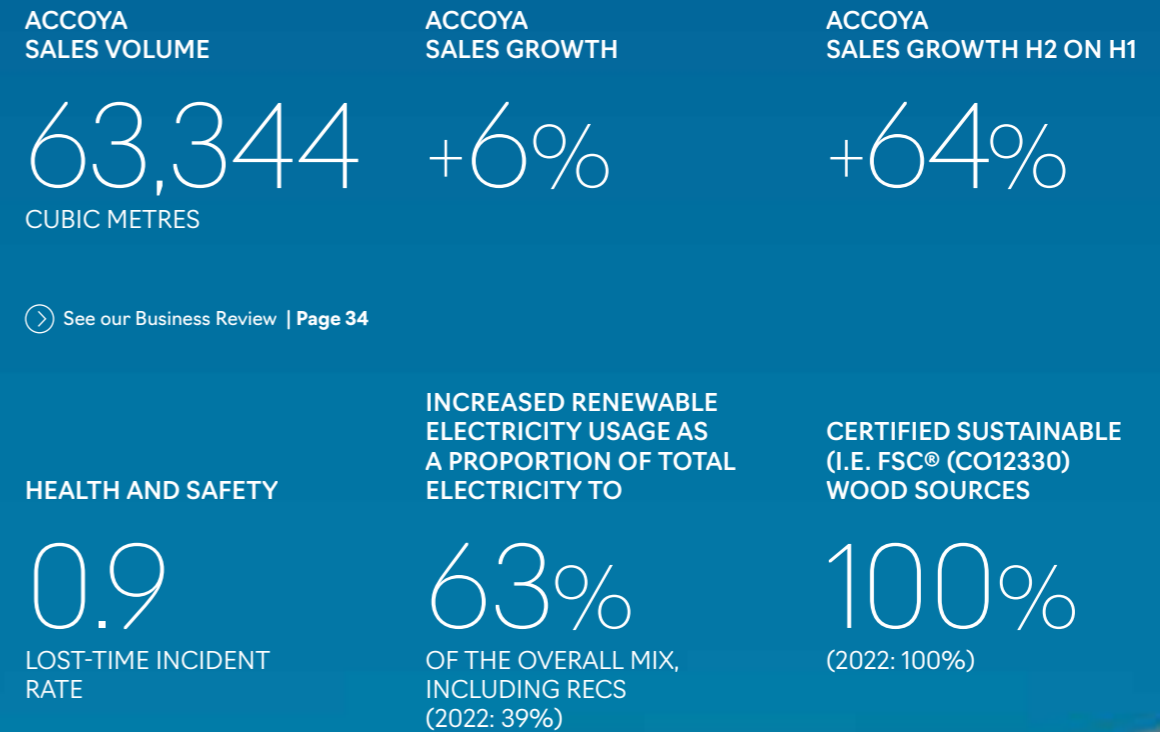 ACCOYA
SALES VOLUME
63,344
CUBIC METRES
ACCOYA
SALES GROWTH
+6%
ACCOYA
SALES GROWTH H2 ON H1
+64%
See our Business Review | Page 34
HEALTH AND SAFETY
0.9
LOST-TIME INCIDENT
RATE
INCREASED RENEWABLE
ELECTRICITY USAGE AS
A PROPORTION OF TOTAL
ELECTRICITY TO
63%
OF THE OVERALL MIX,
INCLUDING RECS
(2022: 39%)
CERTIFIED SUSTAINABLE
(I.E. FSC® (CO12330)
WOOD SOURCES
100%
(2022: 100%)